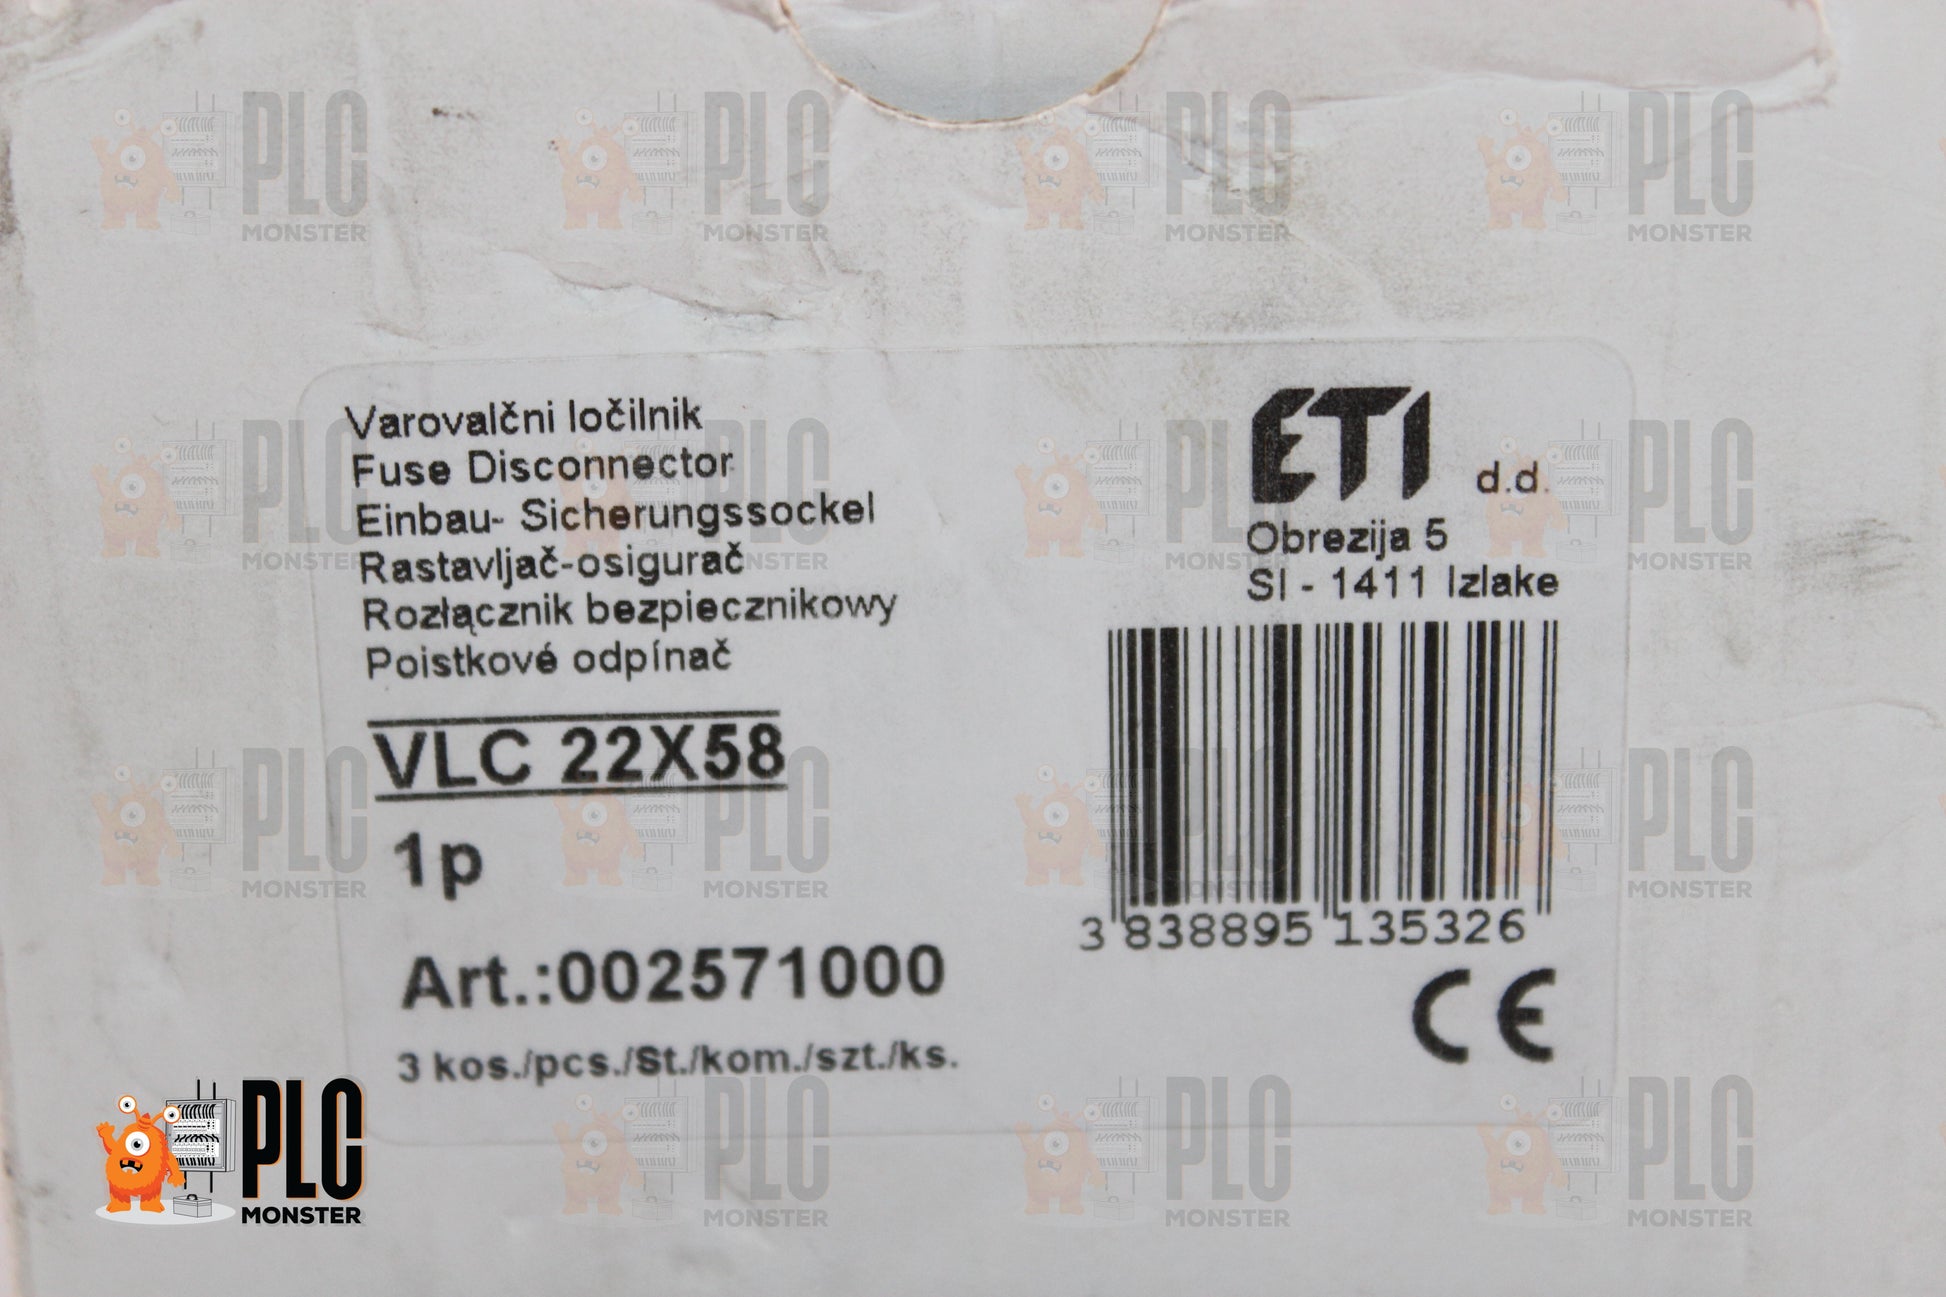 Varovalčni ločilnik
Fuse Disconnector
Einbau- Sicherungssockel
Rastavljač-osigurač
Rozłącznik bezpiecznikowy
Poistkové odpínač
VLC 22X58
1p
Art.:002571000
3 kos./pcs./St./kom./szt./ks.
ETI d.d.
Obrezija 5
SI - 1411 Izlake
3 838895 135326
CE
PLC
MONSTER